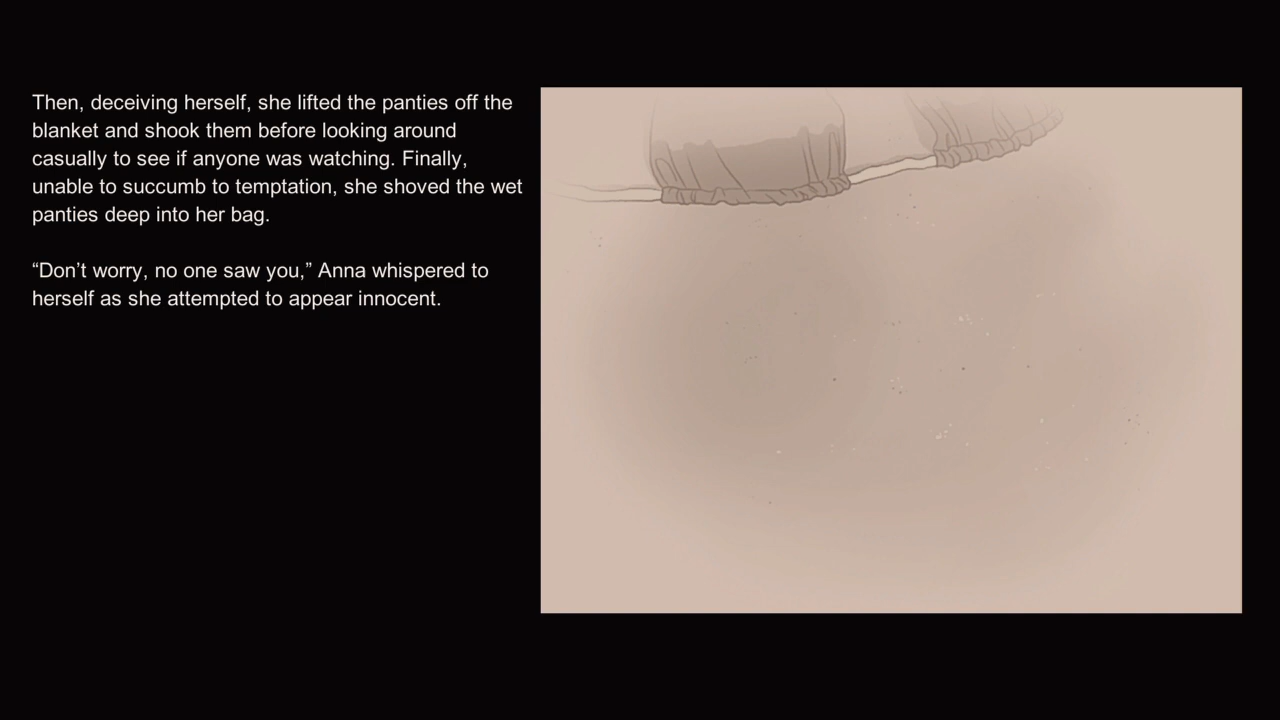 Then, deceiving herself, she lifted the panties off the
blanket and shook them before looking around
casually to see if anyone was watching. Finally,
unable to succumb to temptation, she shoved the wet
panties deep into her bag.
“Don’t worry, no one saw you,” Anna whispered to
herself as she attempted to appear innocent.